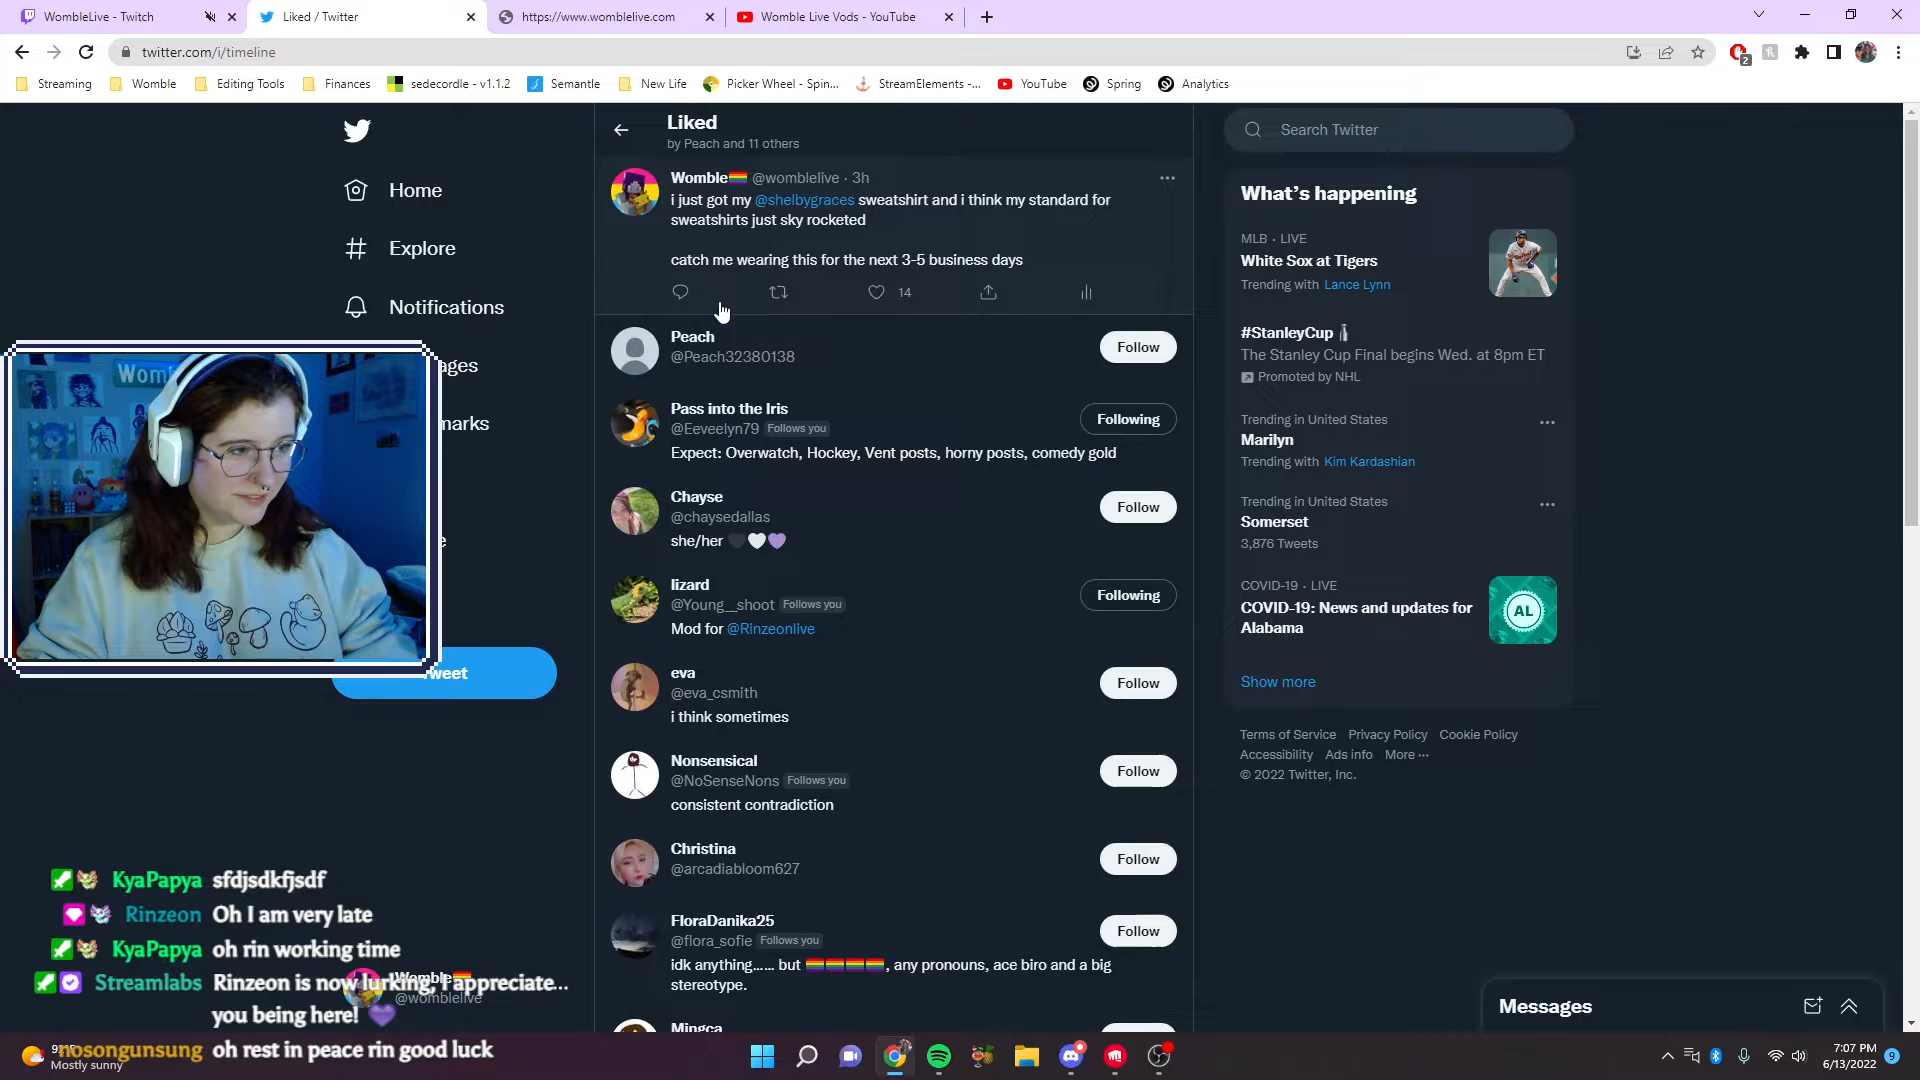 WombleLive - Twitch
Liked / Twitter
https://www.womblelive.com
Womble Live Vods - YouTube
twitter.com/i/timeline
2
Streaming
Womble
Editing Tools
Finances
sedecordle - v1.1.2
Semantle
New Life
Picker Wheel - Spin...
StreamElements -...
YouTube
Spring
Analytics
Home
Explore
Notifications
ages
marks
e
Tweet
Liked
by Peach and 11 others
Womble🏳️‍🌈 @womblelive · 3h
i just got my @shelbygraces sweatshirt and i think my standard for
sweatshirts just sky rocketed
catch me wearing this for the next 3-5 business days
14
Peach
@Peach32380138
Follow
Pass into the Iris
@Eeveelyn79 Follows you
Following
Expect: Overwatch, Hockey, Vent posts, horny posts, comedy gold
Chayse
@chaysedallas
Follow
she/her 🖤🤍💜
lizard
@Young__shoot Follows you
Following
Mod for @Rinzeonlive
eva
@eva_csmith
Follow
i think sometimes
Nonsensical
@NoSenseNons Follows you
Follow
consistent contradiction
Christina
@arcadiabloom627
Follow
FloraDanika25
@flora_sofie Follows you
Follow
idk anything...... but 🏳️‍🌈🏳️‍🌈🏳️‍🌈🏳️‍🌈, any pronouns, ace biro and a big
stereotype.
Mingca
Search Twitter
What's happening
MLB · LIVE
White Sox at Tigers
Trending with Lance Lynn
#StanleyCup
The Stanley Cup Final begins Wed. at 8pm ET
Promoted by NHL
Trending in United States
Marilyn
Trending with Kim Kardashian
Trending in United States
Somerset
3,876 Tweets
COVID-19 · LIVE
COVID-19: News and updates for
Alabama
AL
Show more
Terms of Service Privacy Policy Cookie Policy
Accessibility Ads info More ···
© 2022 Twitter, Inc.
Messages
Womb
KyaPapya sfdjsdkfjsdf
Rinzeon Oh I am very late
KyaPapya oh rin working time
Streamlabs Rinzeon is now lurking, I appreciate...
you being here! 💜
Womble🏳️‍🌈
@womblelive
nosongunsung oh rest in peace rin good luck
Mostly sunny
7:07 PM
6/13/2022
9